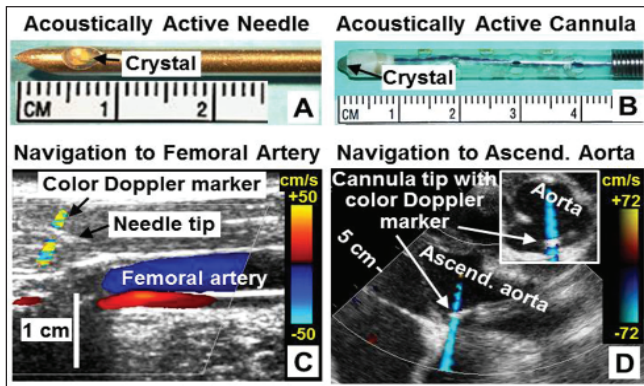 Acoustically Active Needle
Crystal
CM 1 2
A
Acoustically Active Cannula
Crystal
CM 1 2 3 4
B
Navigation to Femoral Artery
Color Doppler marker
Needle tip
Femoral artery
1 cm
cm/s
+50
-50
C
Navigation to Ascend. Aorta
Cannula tip with
color Doppler
marker
Aorta
5 cm
Ascend. aorta
cm/s
+72
-72
D